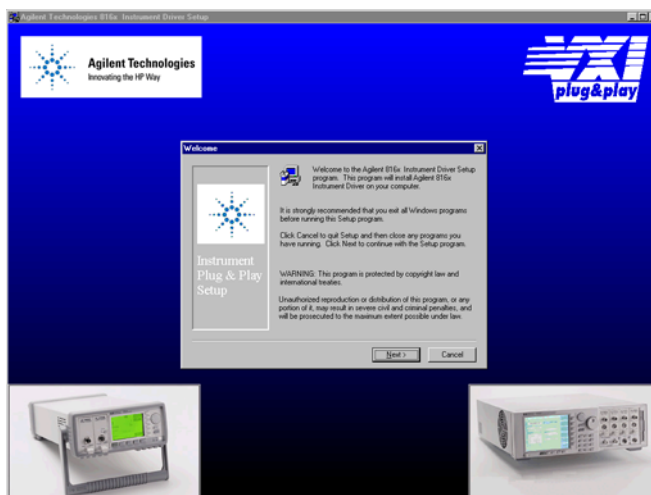 Agilent Technologies 816x Instrument Driver Setup
Agilent Technologies
Innovating the HP Way
VXI
plug&play
Welcome
Welcome to the Agilent 816x Instrument Driver Setup
program. This program will install Agilent 816x
Instrument Driver on your computer.
It is strongly recommended that you exit all Windows programs
before running this Setup program.
Click Cancel to quit Setup and then close any programs you
have running. Click Next to continue with the Setup program.
WARNING: This program is protected by copyright law and
international treaties.
Unauthorized reproduction or distribution of this program, or any
portion of it, may result in severe civil and criminal penalties, and
will be prosecuted to the maximum extent possible under law.
Instrument
Plug & Play
Setup
Next >
Cancel